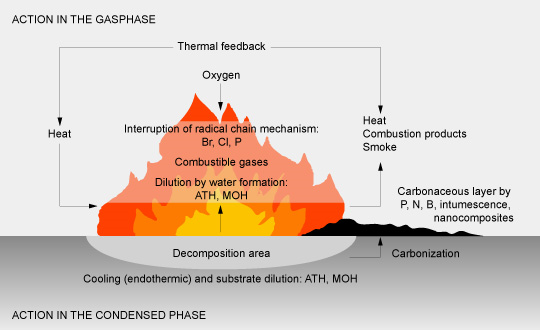 ACTION IN THE GASPHASE
Thermal feedback
Oxygen
Heat
Interruption of radical chain mechanism:
Br, Cl, P
Combustible gases
Dilution by water formation:
ATH, MOH
Heat
Combustion products
Smoke
Carbonaceous layer by
P, N, B, intumescence,
nanocomposites
Decomposition area
Carbonization
Cooling (endothermic) and substrate dilution: ATH, MOH
ACTION IN THE CONDENSED PHASE